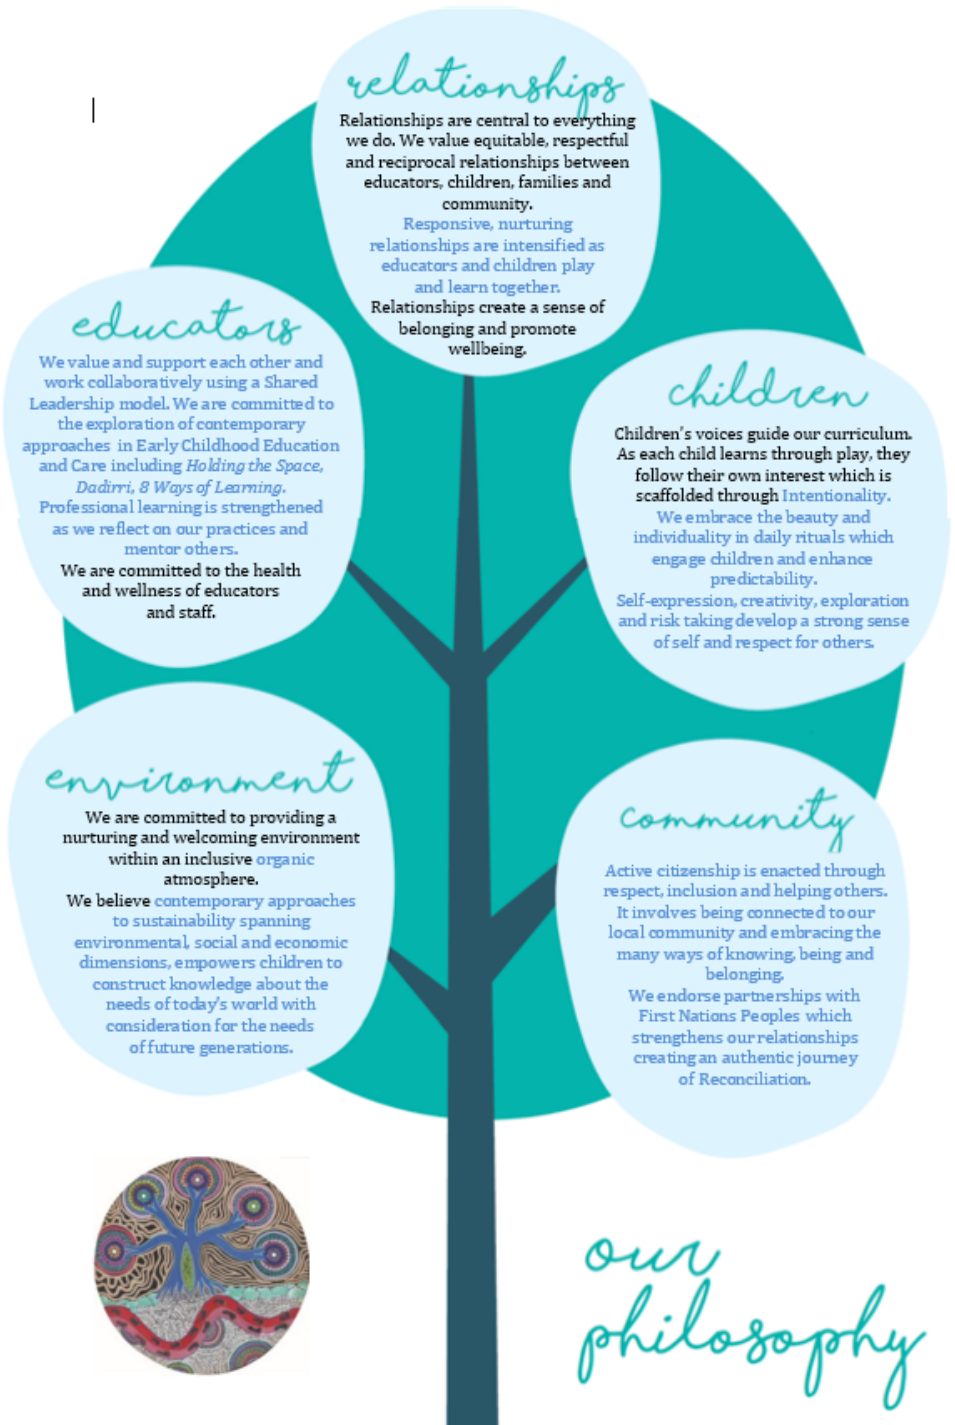 relationships
Relationships are central to everything
we do. We value equitable, respectful
and reciprocal relationships between
educators, children, families and
community.
Responsive, nurturing
relationships are intensified as
educators and children play
and learn together.
Relationships create a sense of
belonging and promote
wellbeing.
educators
We value and support each other and
work collaboratively using a Shared
Leadership model. We are committed to
the exploration of contemporary
approaches in Early Childhood Education
and Care including Holding the Space,
Dadirri, 8 Ways of Learning.
Professional learning is strengthened
as we reflect on our practices and
mentor others.
We are committed to the health
and wellness of educators
and staff.
children
Children's voices guide our curriculum.
As each child learns through play, they
follow their own interest which is
scaffolded through Intentionality.
We embrace the beauty and
individuality in daily rituals which
engage children and enhance
predictability.
Self-expression, creativity, exploration
and risk taking develop a strong sense
of self and respect for others.
environment
We are committed to providing a
nurturing and welcoming environment
within an inclusive organic
atmosphere.
We believe contemporary approaches
to sustainability spanning
environmental, social and economic
dimensions, empowers children to
construct knowledge about the
needs of today's world with
consideration for the needs
of future generations.
community
Active citizenship is enacted through
respect, inclusion and helping others.
It involves being connected to our
local community and embracing the
many ways of knowing, being and
belonging.
We endorse partnerships with
First Nations Peoples which
strengthens our relationships
creating an authentic journey
of Reconciliation.
our
philosophy